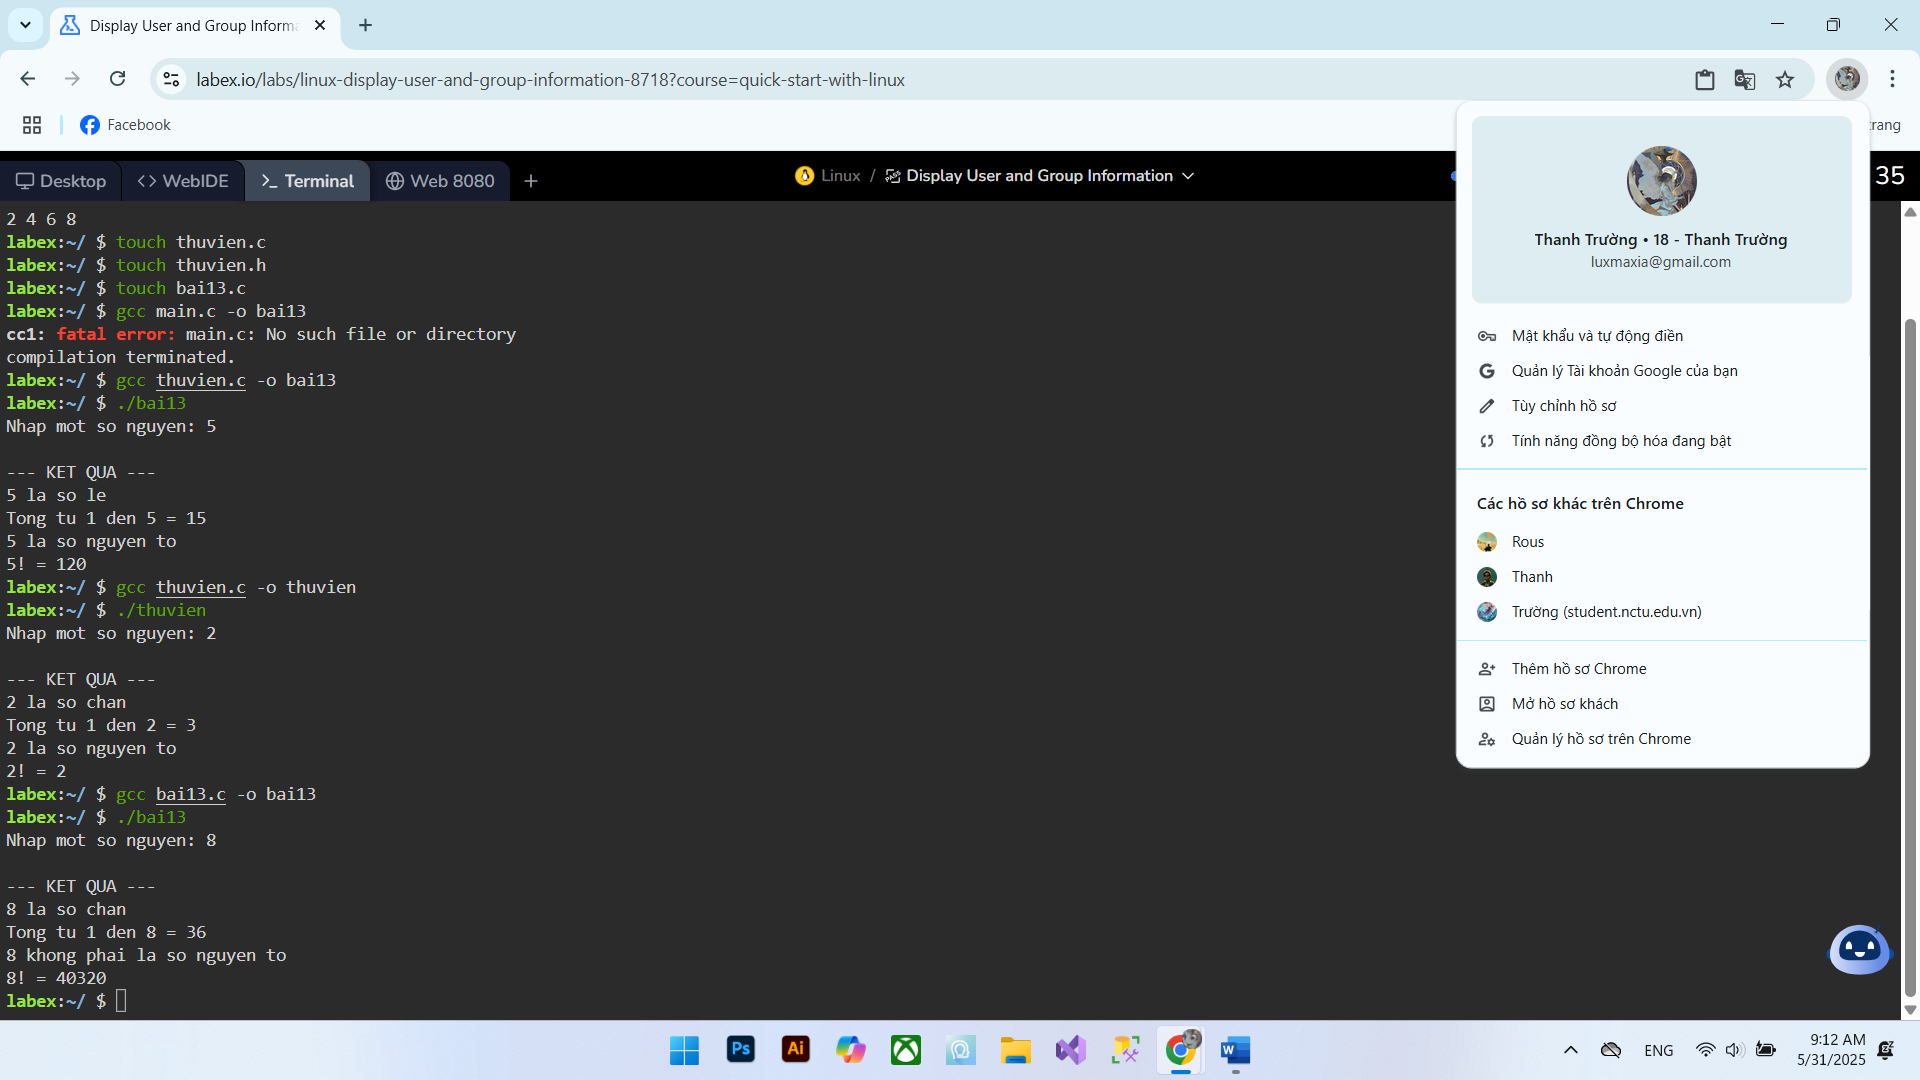 Display User and Group Informa
labex.io/labs/linux-display-user-and-group-information-8718?course=quick-start-with-linux
Facebook
trang
Desktop
<> WebIDE
>_ Terminal
Web 8080
Linux / Display User and Group Information
35
2 4 6 8
labex:~/ $ touch thuvien.c
labex:~/ $ touch thuvien.h
labex:~/ $ touch bai13.c
labex:~/ $ gcc main.c -o bai13
cc1: fatal error: main.c: No such file or directory
compilation terminated.
labex:~/ $ gcc thuvien.c -o bai13
labex:~/ $ ./bai13
Nhap mot so nguyen: 5
--- KET QUA ---
5 la so le
Tong tu 1 den 5 = 15
5 la so nguyen to
5! = 120
labex:~/ $ gcc thuvien.c -o thuvien
labex:~/ $ ./thuvien
Nhap mot so nguyen: 2
--- KET QUA ---
2 la so chan
Tong tu 1 den 2 = 3
2 la so nguyen to
2! = 2
labex:~/ $ gcc bai13.c -o bai13
labex:~/ $ ./bai13
Nhap mot so nguyen: 8
--- KET QUA ---
8 la so chan
Tong tu 1 den 8 = 36
8 khong phai la so nguyen to
8! = 40320
labex:~/ $
Thanh Trường • 18 - Thanh Trường
luxmaxia@gmail.com
Mật khẩu và tự động điền
Quản lý Tài khoản Google của bạn
Tùy chỉnh hồ sơ
Tính năng đồng bộ hóa đang bật
Các hồ sơ khác trên Chrome
Rous
Thanh
Trường (student.nctu.edu.vn)
Thêm hồ sơ Chrome
Mở hồ sơ khách
Quản lý hồ sơ trên Chrome
Ps
Ai
W
ENG
9:12 AM
5/31/2025